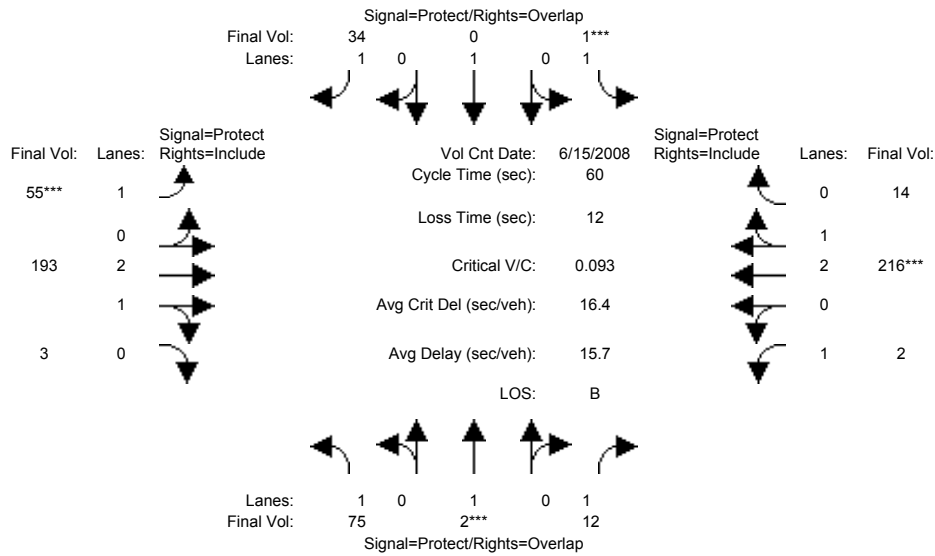 Signal=Protect/Rights=Overlap
Final Vol: 34 0 1***
Lanes: 1 0 1 0 1
Signal=Protect
Final Vol: Lanes: Rights=Include
Vol Cnt Date: 6/15/2008
Signal=Protect
Rights=Include Lanes: Final Vol:
Cycle Time (sec): 60
55*** 1
0 14
Loss Time (sec): 12
0
1
193 2
Critical V/C: 0.093
2 216***
1
Avg Crit Del (sec/veh): 16.4
0
3 0
Avg Delay (sec/veh): 15.7
1 2
LOS: B
Lanes: 1 0 1 0 1
Final Vol: 75 2*** 12
Signal=Protect/Rights=Overlap